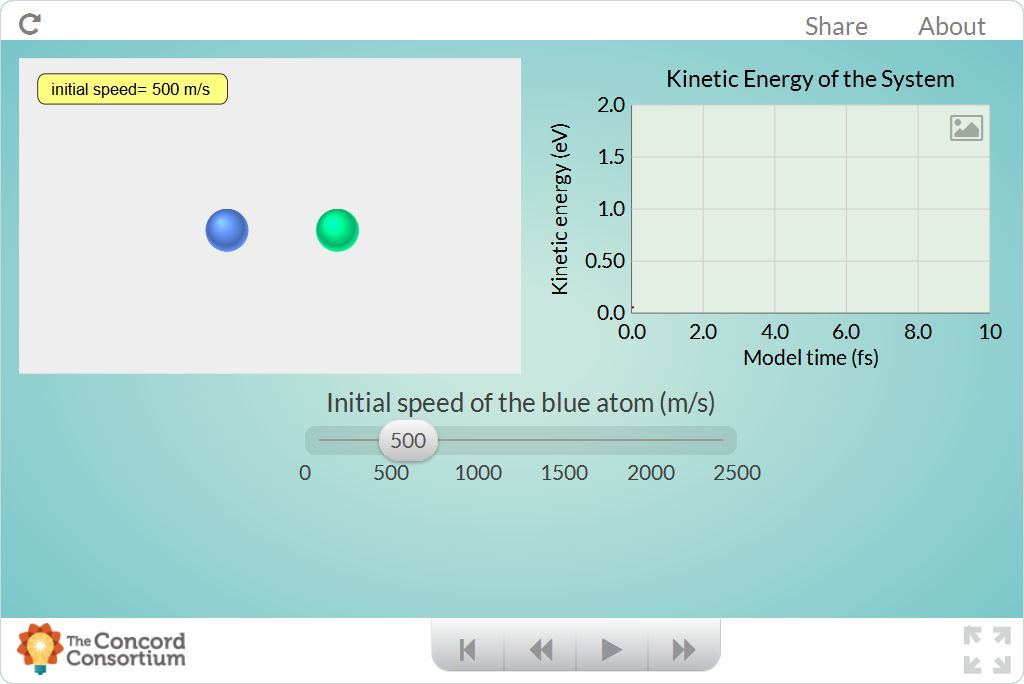 Share About
initial speed= 500 m/s
Kinetic Energy of the System
Kinetic energy (eV)
2.0
1.5
1.0
0.50
0.0
0.0 2.0 4.0 6.0 8.0 10
Model time (fs)
Initial speed of the blue atom (m/s)
500
0 500 1000 1500 2000 2500
The Concord
Consortium